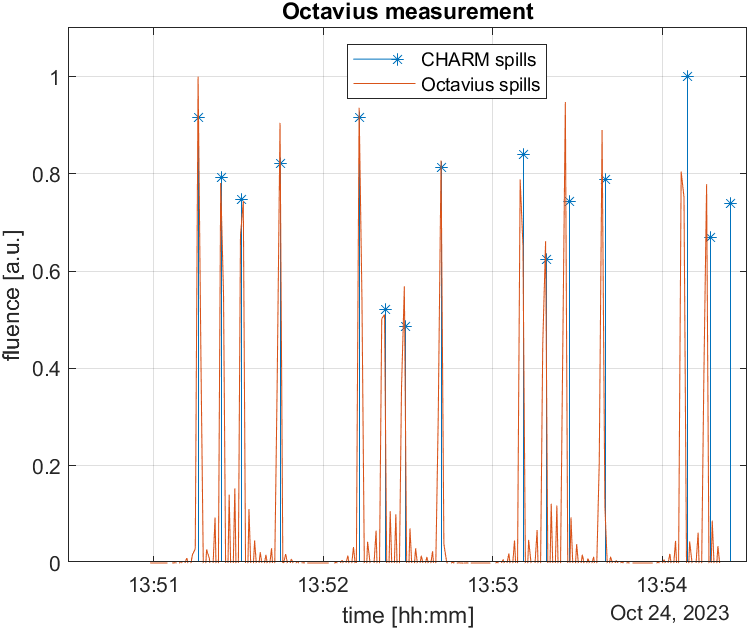 Octavius measurement
CHARM spills
Octavius spills
1
0.8
0.6
0.4
0.2
0
fluence [a.u.]
13:51 13:52 13:53 13:54
time [hh:mm]
Oct 24, 2023